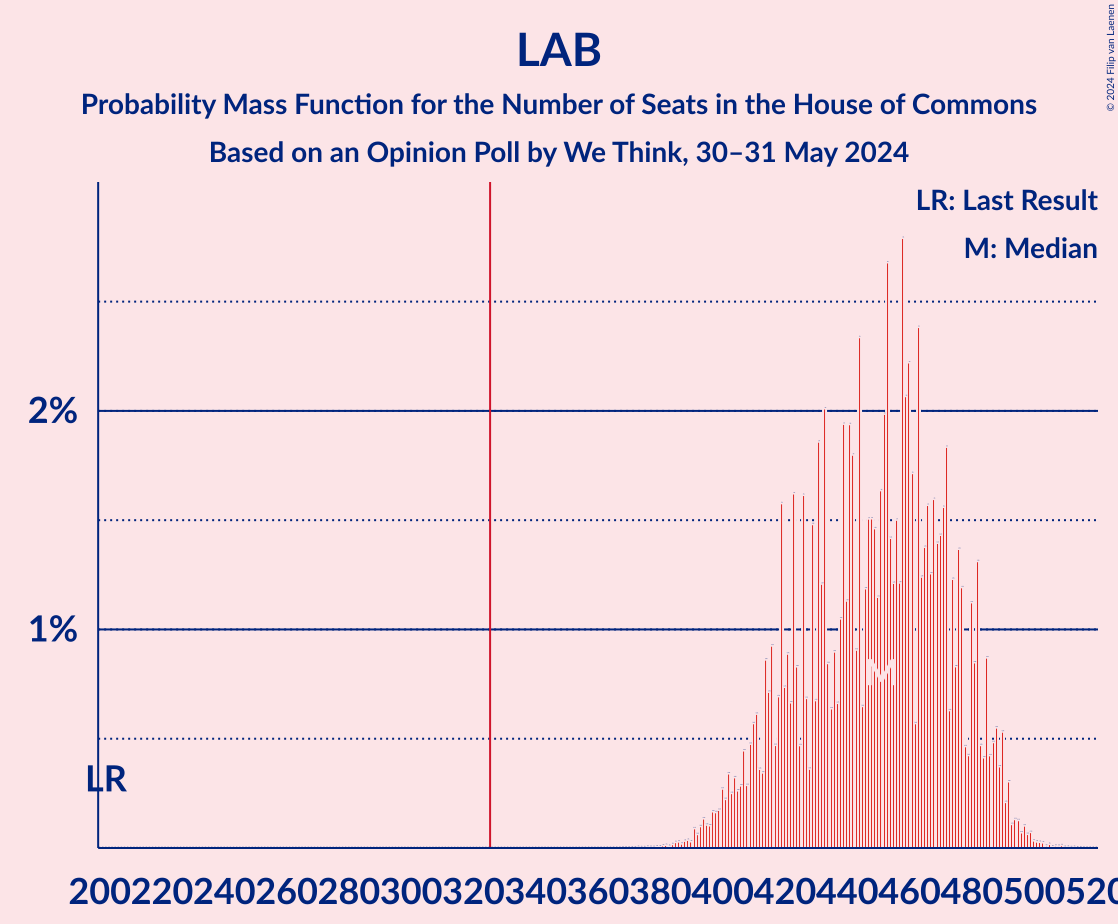 LAB
Probability Mass Function for the Number of Seats in the House of Commons
Based on an Opinion Poll by We Think, 30–31 May 2024
© 2024 Filip van Laenen
LR: Last Result
M: Median
2%
1%
LR
M
200 220 240 260 280 300 320 340 360 380 400 420 440 460 480 500 520